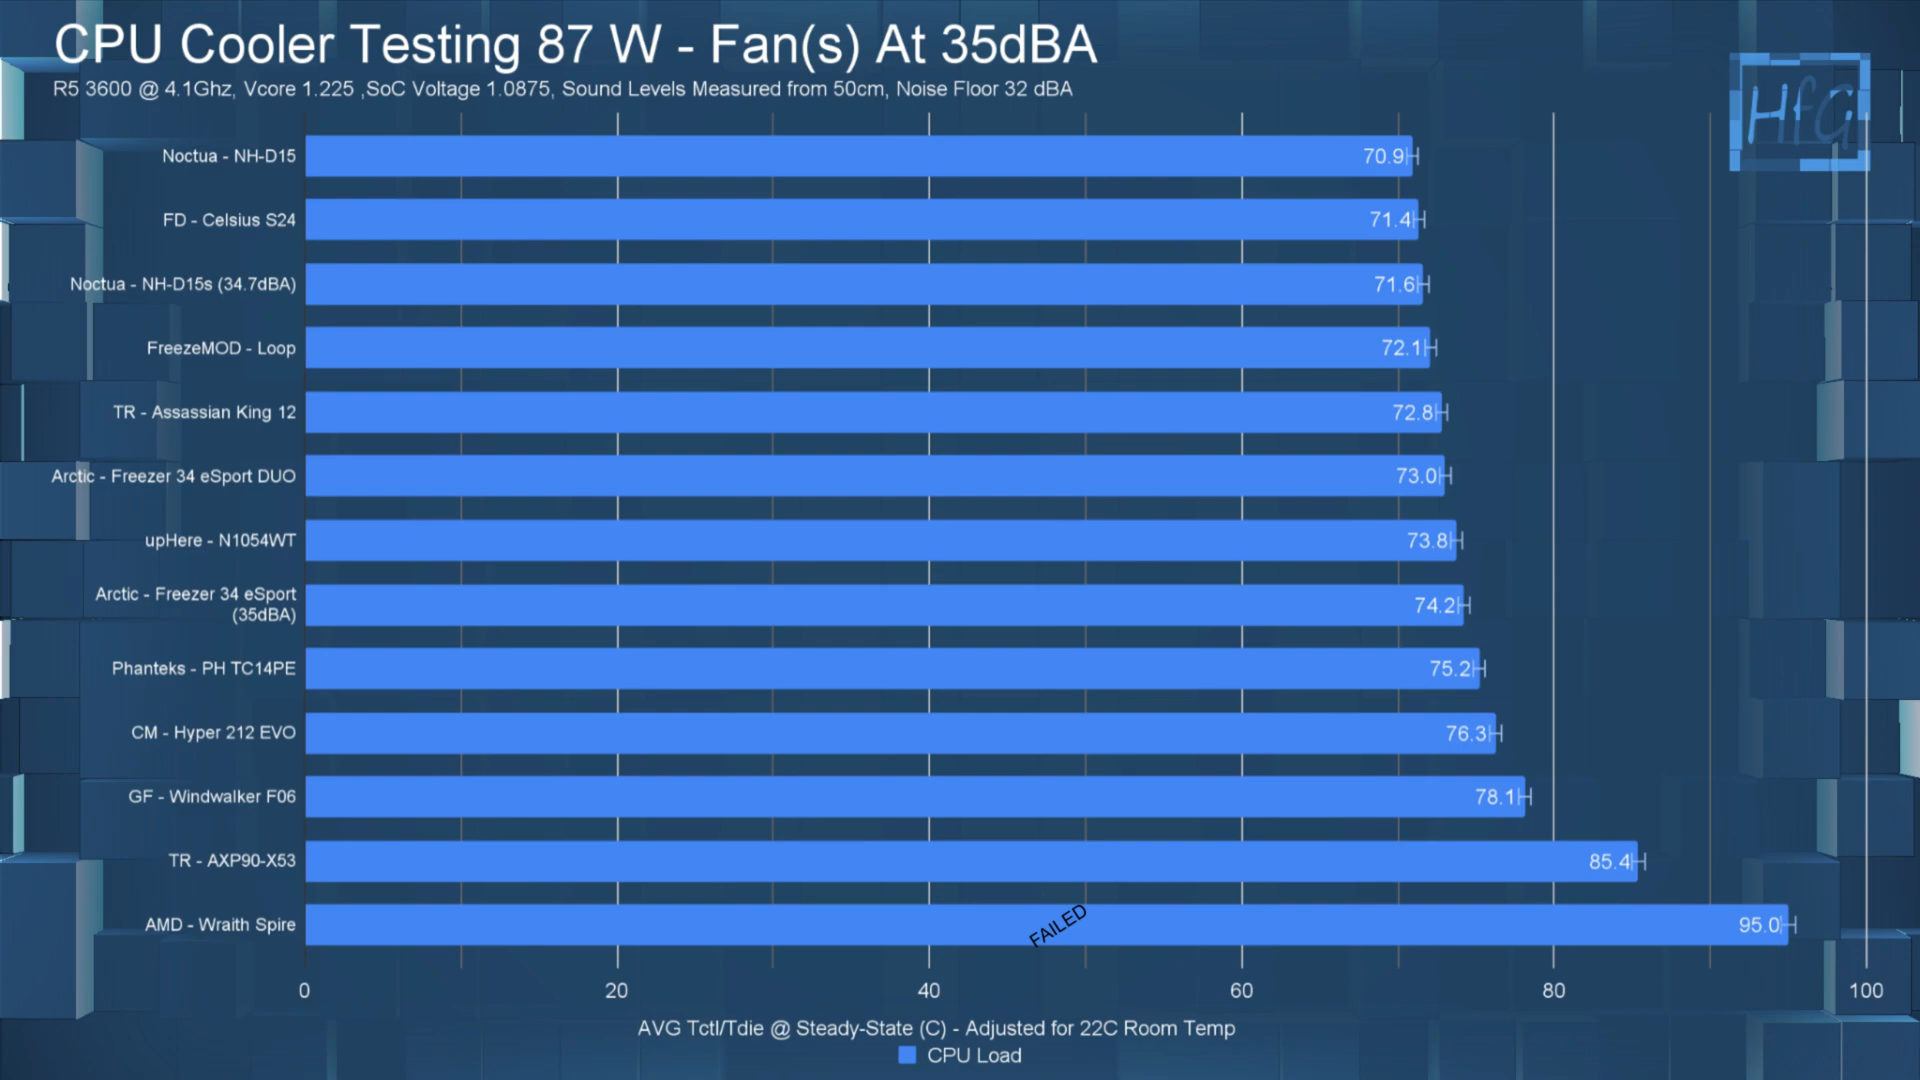 CPU Cooler Testing 87 W - Fan(s) At 35dBA
R5 3600 @ 4.1Ghz, Vcore 1.225 ,SoC Voltage 1.0875, Sound Levels Measured from 50cm, Noise Floor 32 dBA
HfG
Noctua - NH-D15 70.9
FD - Celsius S24 71.4
Noctua - NH-D15s (34.7dBA) 71.6
FreezeMOD - Loop 72.1
TR - Assassian King 12 72.8
Arctic - Freezer 34 eSport DUO 73.0
upHere - N1054WT 73.8
Arctic - Freezer 34 eSport
(35dBA) 74.2
Phanteks - PH TC14PE 75.2
CM - Hyper 212 EVO 76.3
GF - Windwalker F06 78.1
TR - AXP90-X53 85.4
AMD - Wraith Spire FAILED 95.0
0 20 40 60 80 100
AVG Tctl/Tdie @ Steady-State (C) - Adjusted for 22C Room Temp
CPU Load